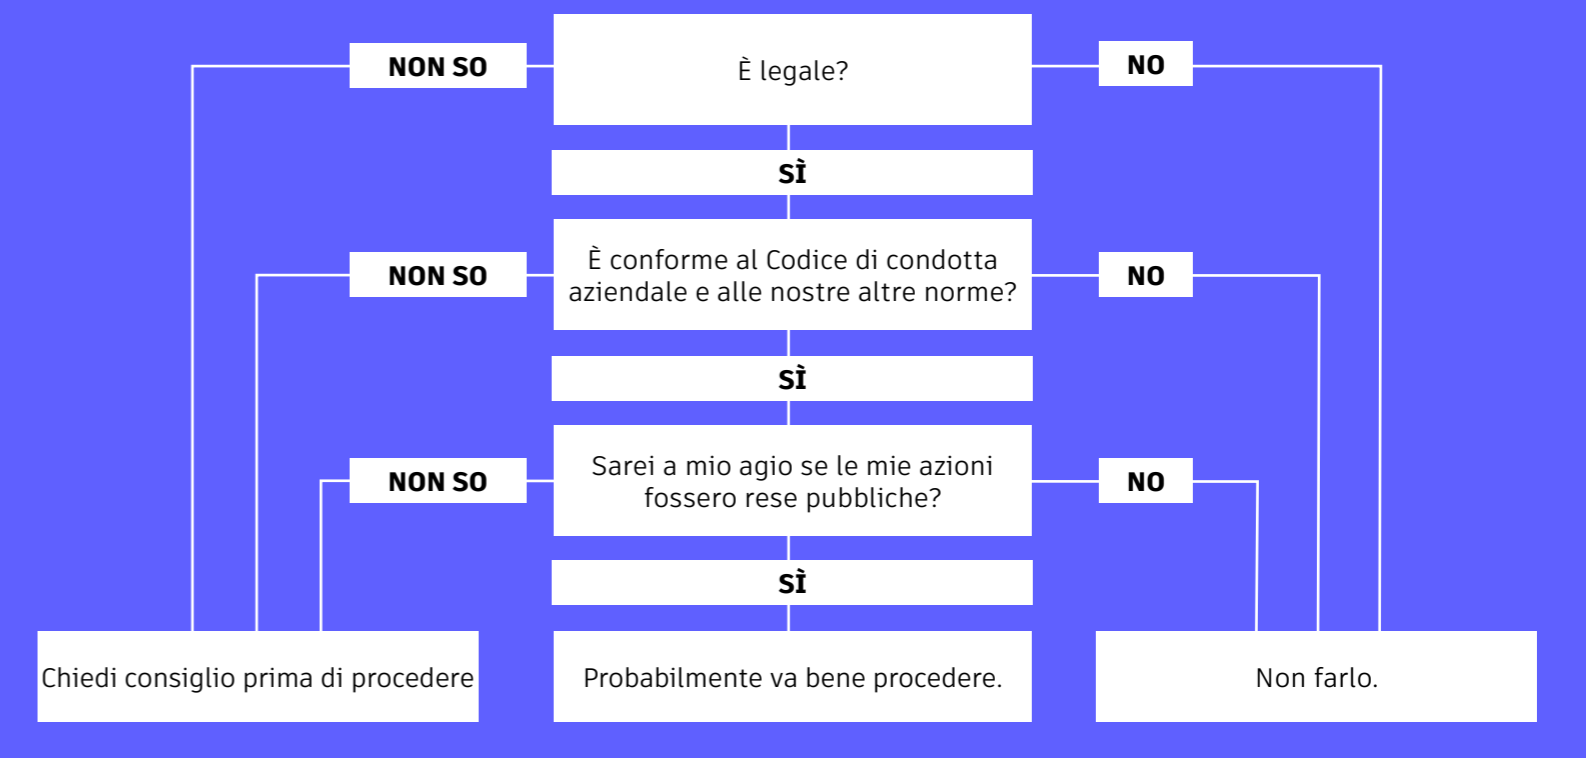 NON SO
È legale?
NO
SÌ
NON SO
È conforme al Codice di condotta
aziendale e alle nostre altre norme?
NO
SÌ
NON SO
Sarei a mio agio se le mie azioni
fossero rese pubbliche?
NO
SÌ
Chiedi consiglio prima di procedere
Probabilmente va bene procedere.
Non farlo.